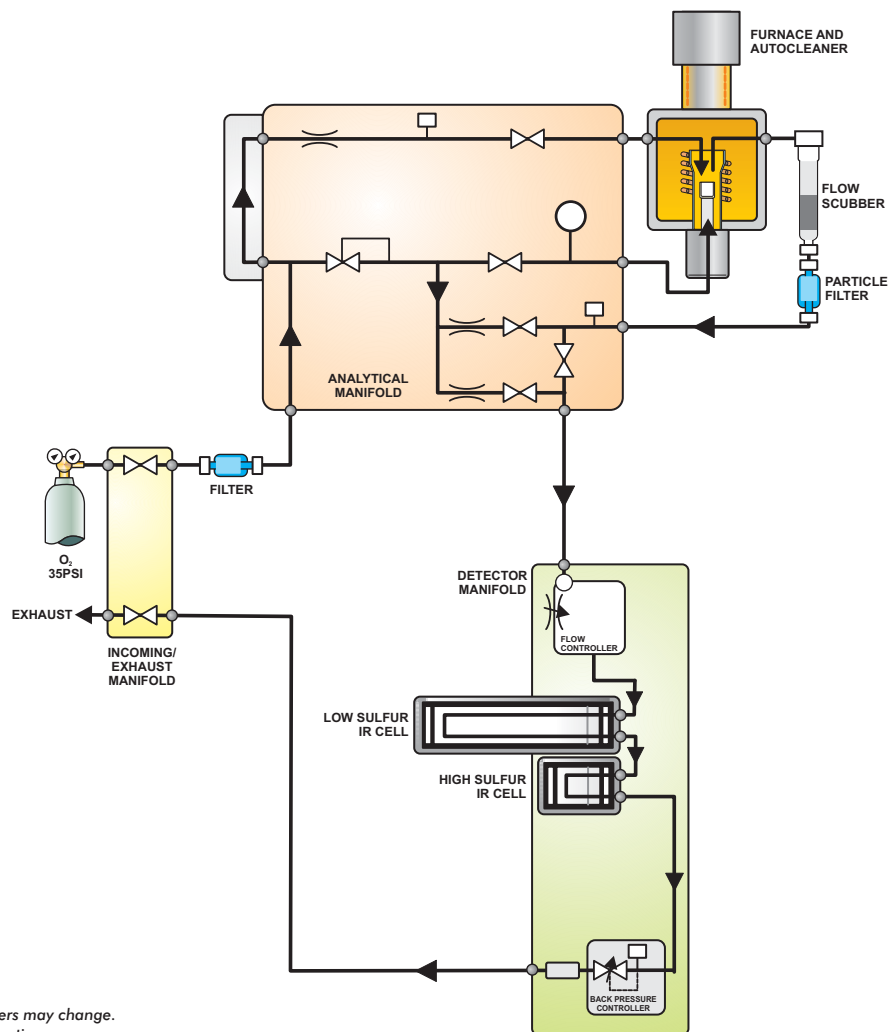 FURNACE AND
AUTOCLEANER
FLOW
SCUBBER
PARTICLE
FILTER
ANALYTICAL
MANIFOLD
FILTER
O₂
35PSI
EXHAUST
INCOMING/
EXHAUST
MANIFOLD
DETECTOR
MANIFOLD
FLOW
CONTROLLER
LOW SULFUR
IR CELL
HIGH SULFUR
IR CELL
BACK PRESSURE
CONTROLLER
ers may change.